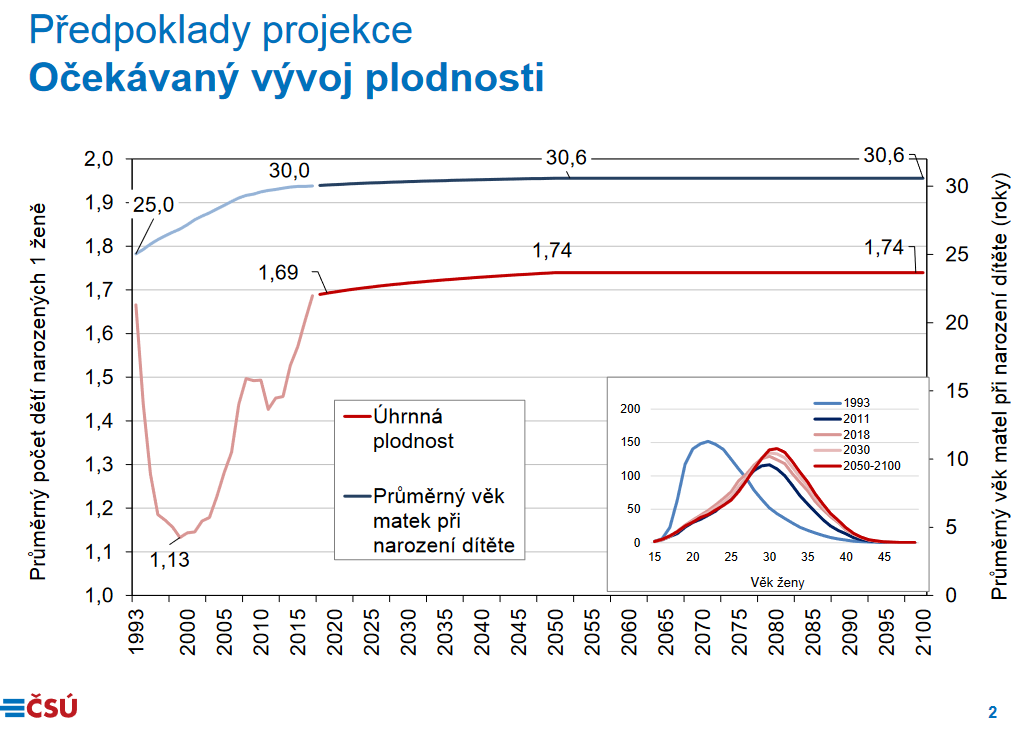 Předpoklady projekce
Očekávaný vývoj plodnosti
Průměrný počet dětí narozených 1 ženě
2,0
1,9
1,8
1,7
1,6
1,5
1,4
1,3
1,2
1,1
1,0
25,0
30,0
30,6
30,6
1,69
1,74
1,74
1,13
Úhrnná
plodnost
Průměrný věk
matek při
narození dítěte
200
150
100
50
0
15 20 25 30 35 40 45
Věk ženy
1993
2011
2018
2030
2050-2100
30
25
20
15
10
5
0
Průměrný věk matel při narození dítěte (roky)
1993 2000 2005 2010 2015 2020 2025 2030 2035 2040 2045 2050 2055 2060 2065 2070 2075 2080 2085 2090 2095 2100
ČSÚ
2